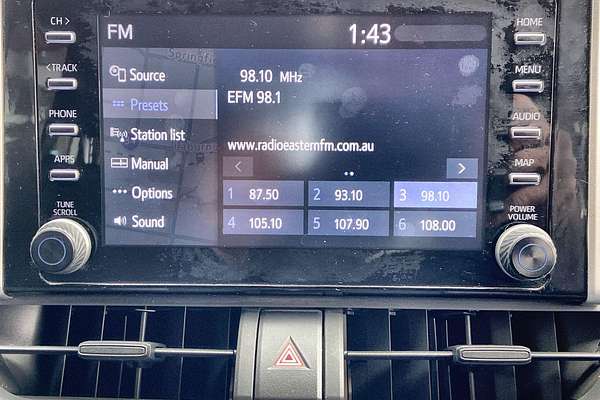 CH >
< TRACK
PHONE
APPS
TUNE
SCROLL
FM
1:43
Source
Presets
Station list
Manual
Options
Sound
98.10 MHz
EFM 98.1
www.radioeasternfm.com.au
< >
1 87.50
2 93.10
3 98.10
4 105.10
5 107.90
6 108.00
HOME
MENU
AUDIO
MAP
POWER
VOLUME